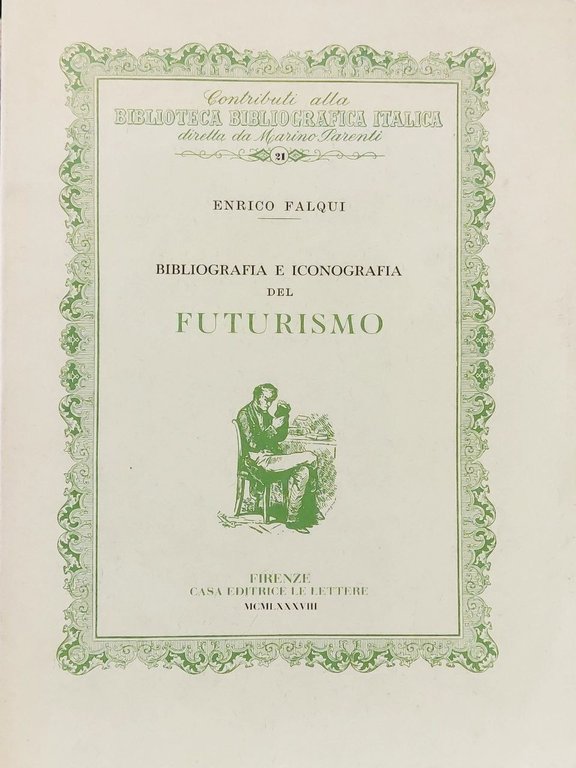 Contributi alla
BIBLIOTECA BIBLIOGRAFICA ITALICA
diretta da Marino Parenti
21
ENRICO FALQUI
BIBLIOGRAFIA E ICONOGRAFIA
DEL
FUTURISMO
FIRENZE
CASA EDITRICE LE LETTERE
MCMLXXXVIII